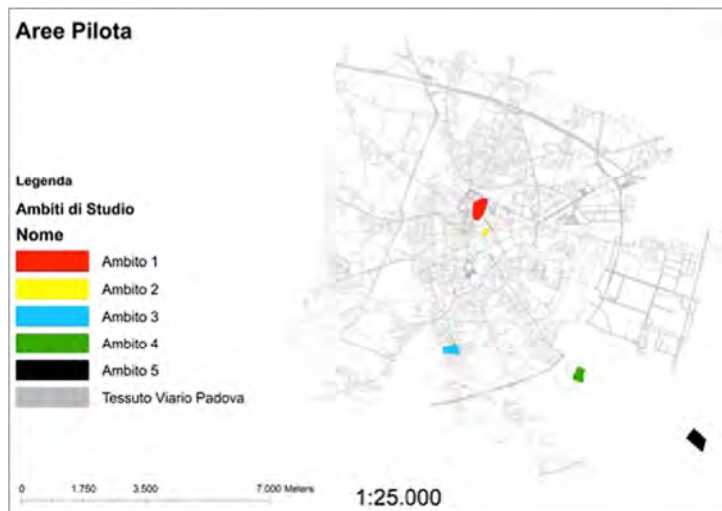 Aree Pilota
Legenda
Ambiti di Studio
Nome
Ambito 1
Ambito 2
Ambito 3
Ambito 4
Ambito 5
Tessuto Viario Padova
0 1.750 3.500 7.000 Meters
1:25.000